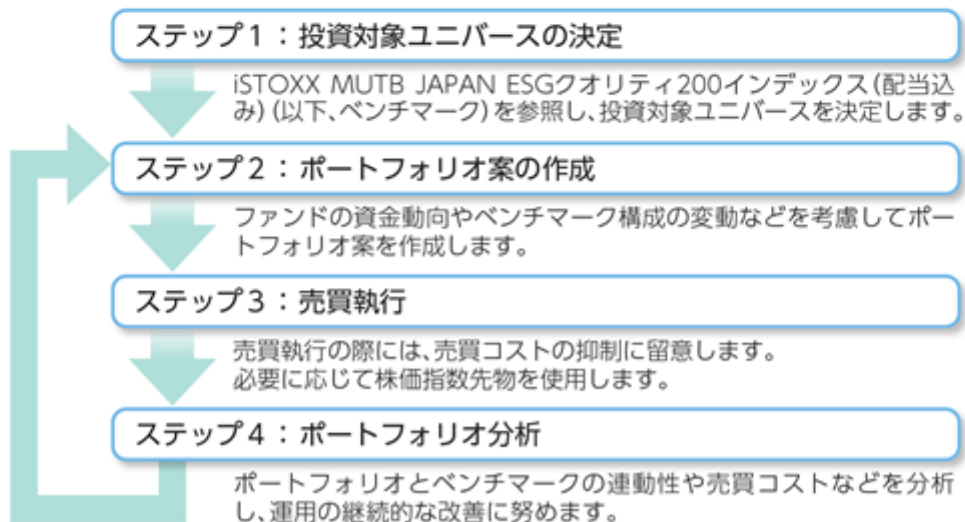 ステップ1：投資対象ユニバースの決定
iSTOXX MUTB JAPAN ESGクオリティ200インデックス（配当込
み）（以下、ベンチマーク）を参照し、投資対象ユニバースを決定します。
ステップ2：ポートフォリオ案の作成
ファンドの資金動向やベンチマーク構成の変動などを考慮してポー
トフォリオ案を作成します。
ステップ3：売買執行
売買執行の際には、売買コストの抑制に留意します。
必要に応じて株価指数先物を使用します。
ステップ4：ポートフォリオ分析
ポートフォリオとベンチマークの連動性や売買コストなどを分析
し、運用の継続的な改善に努めます。